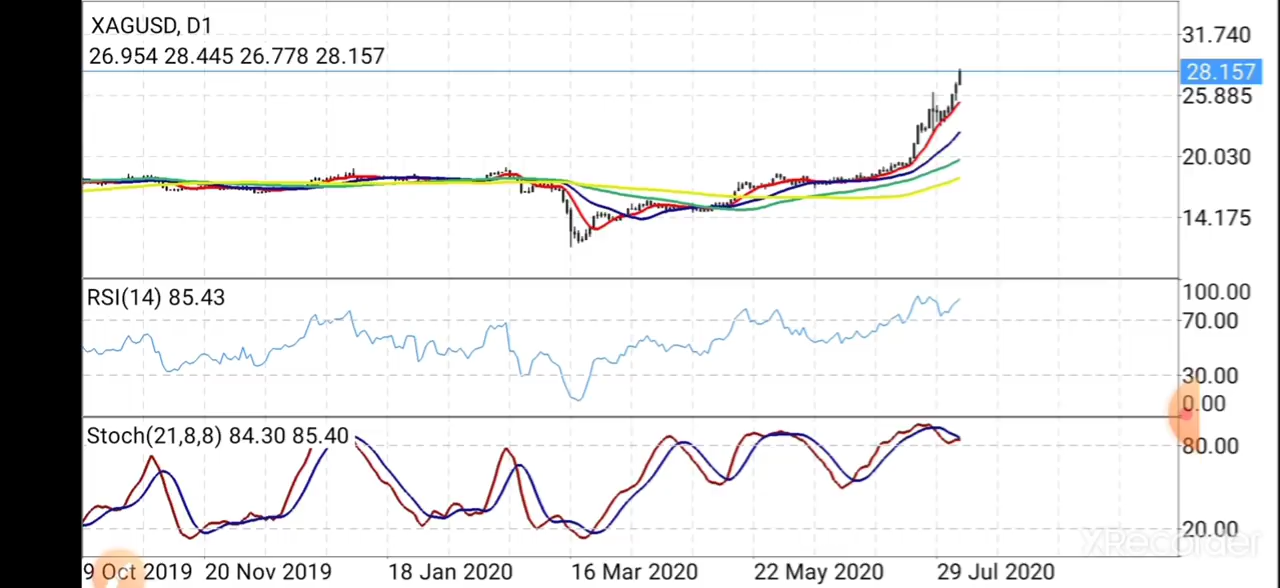 XAGUSD, D1
26.954 28.445 26.778 28.157
31.740
28.157
25.885
20.030
14.175
RSI(14) 85.43
100.00
70.00
30.00
0.00
Stoch(21,8,8) 84.30 85.40
80.00
20.00
XRecorder
9 Oct 2019 20 Nov 2019 18 Jan 2020 16 Mar 2020 22 May 2020 29 Jul 2020